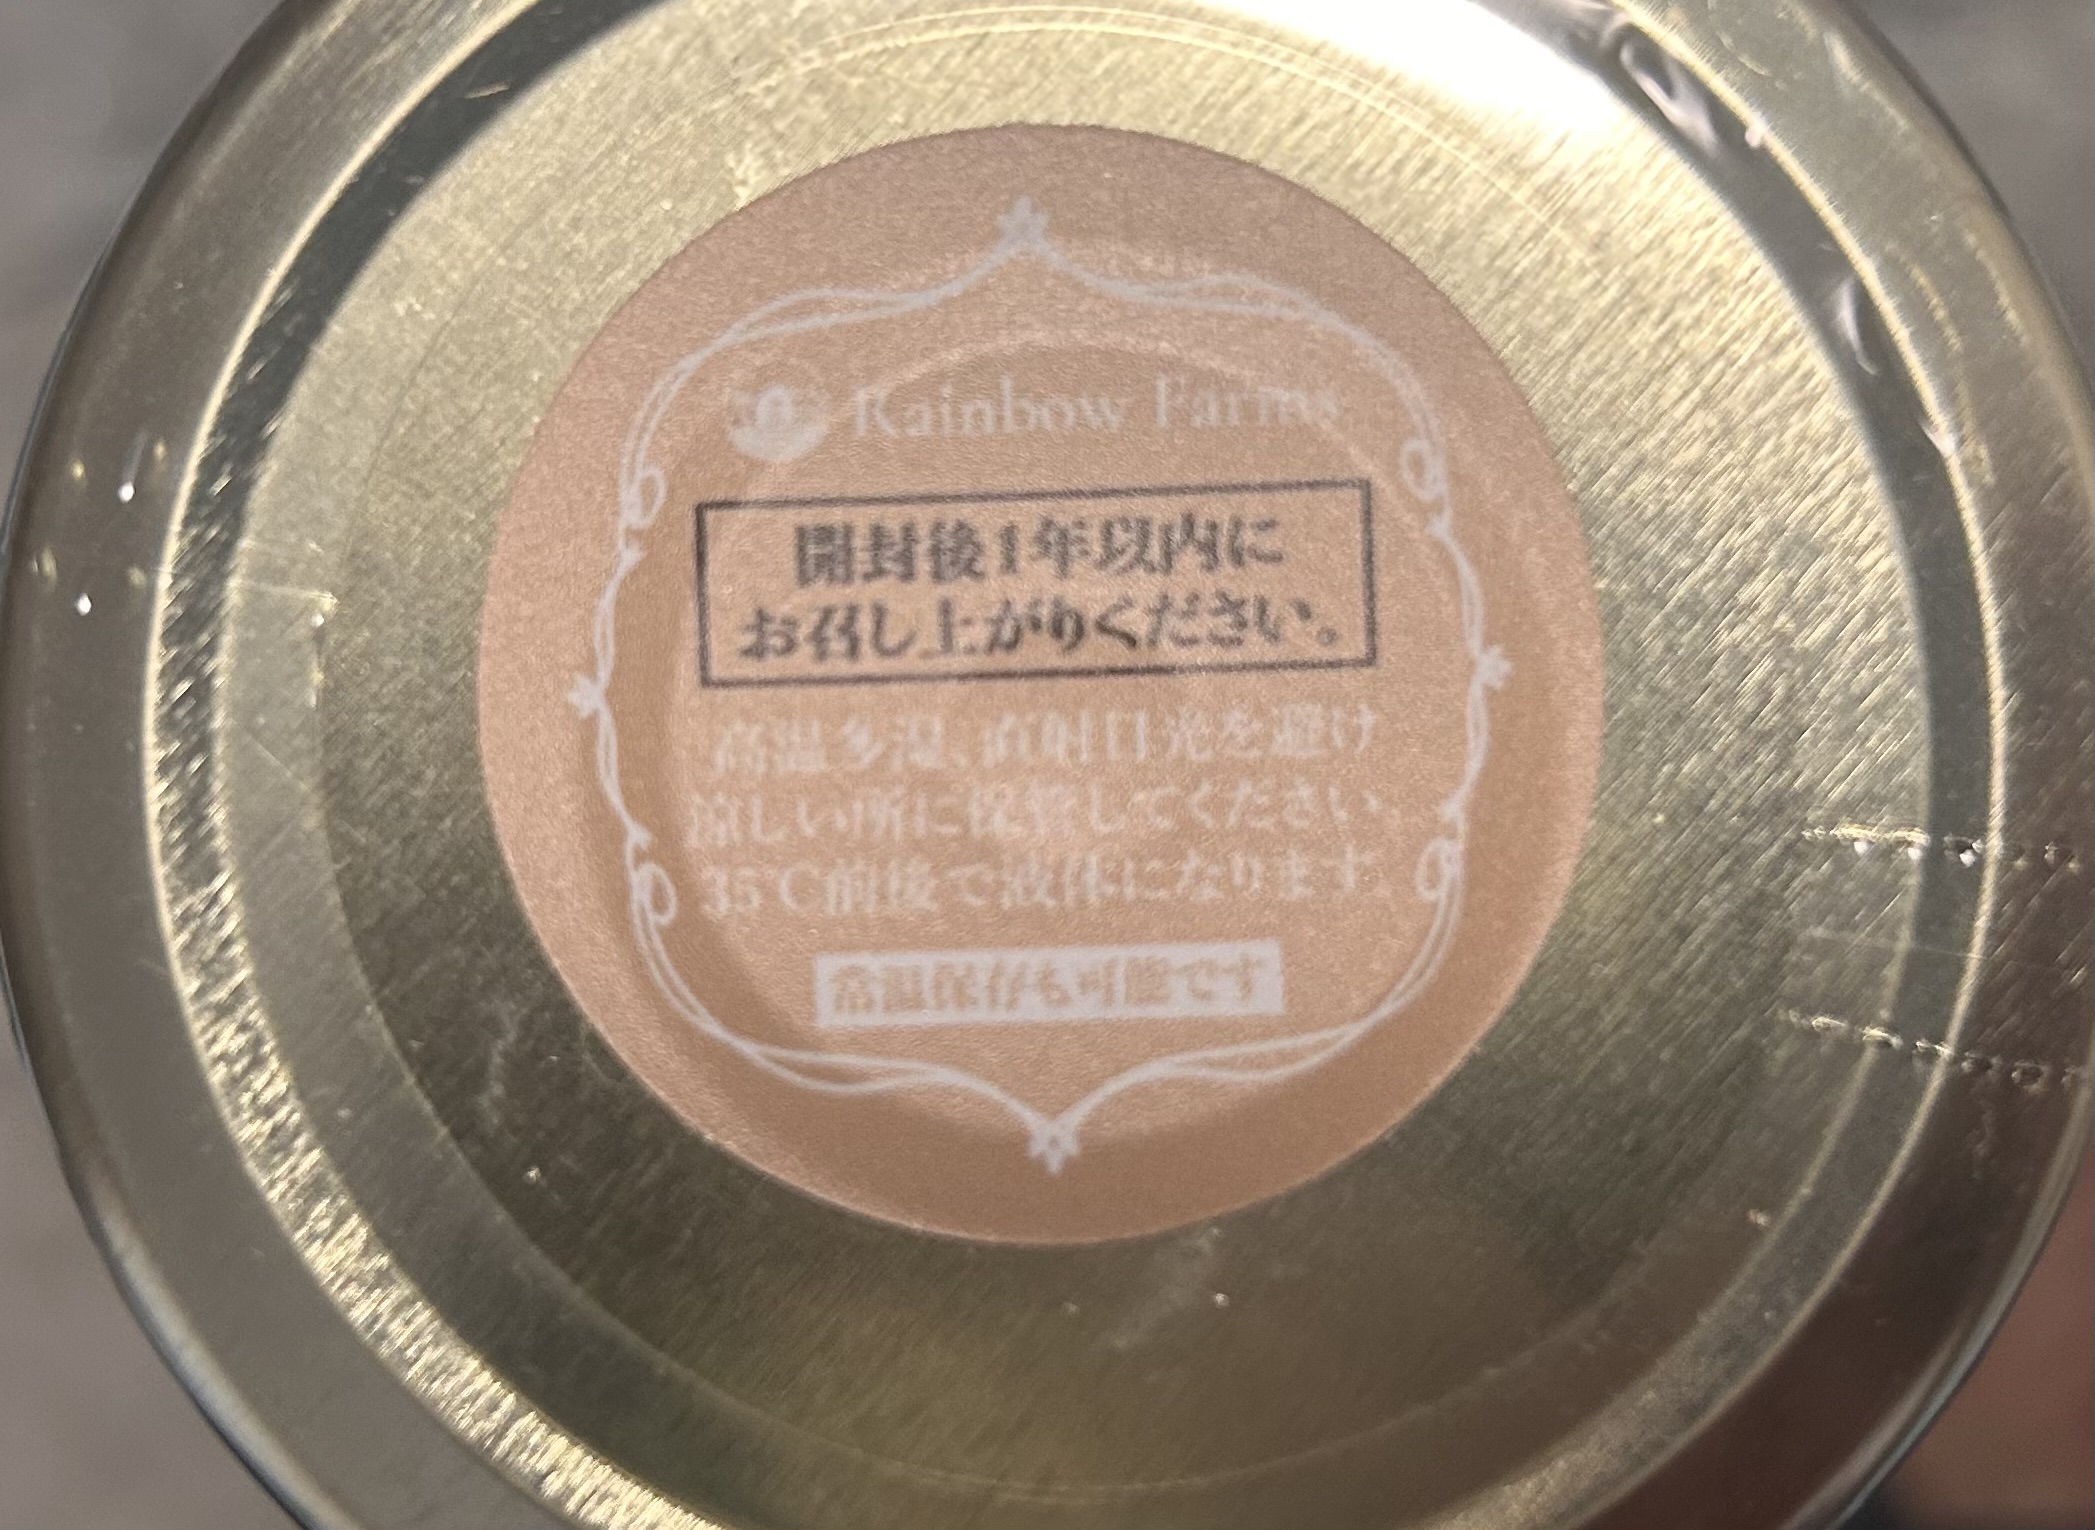 Rainbow Farms
開封後1年以内に
お召し上がりください。
高温多湿、直射日光を避け
涼しい所に保管してください。
35℃前後で液体になります。
常温保存も可能です